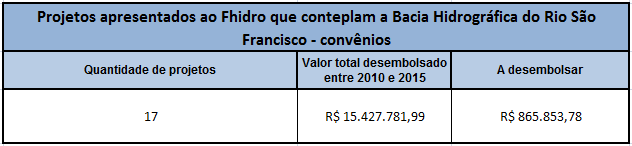 Projetos apresentados ao Fhidro que conteplam a Bacia Hidrográfica do Rio São
Francisco - convênios
Quantidade de projetos
Valor total desembolsado
entre 2010 e 2015
A desembolsar
17
R$ 15.427.781,99
R$ 865.853,78